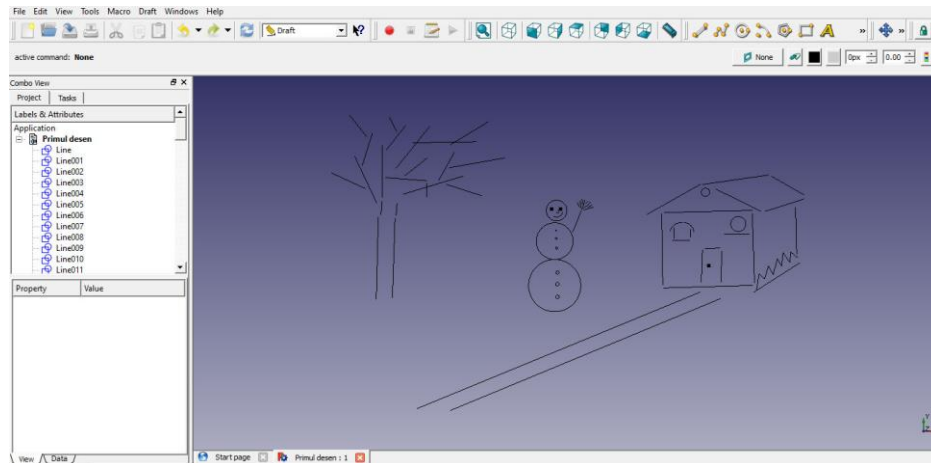 File Edit View Tools Macro Draft Windows Help
Draft
active command: None
None
0px
0.00
Combo View
Project Tasks
Labels & Attributes
Application
Primul desen
Line
Line001
Line002
Line003
Line004
Line005
Line006
Line007
Line008
Line009
Line010
Line011
Property Value
View Data
Start page
Primul desen : 1